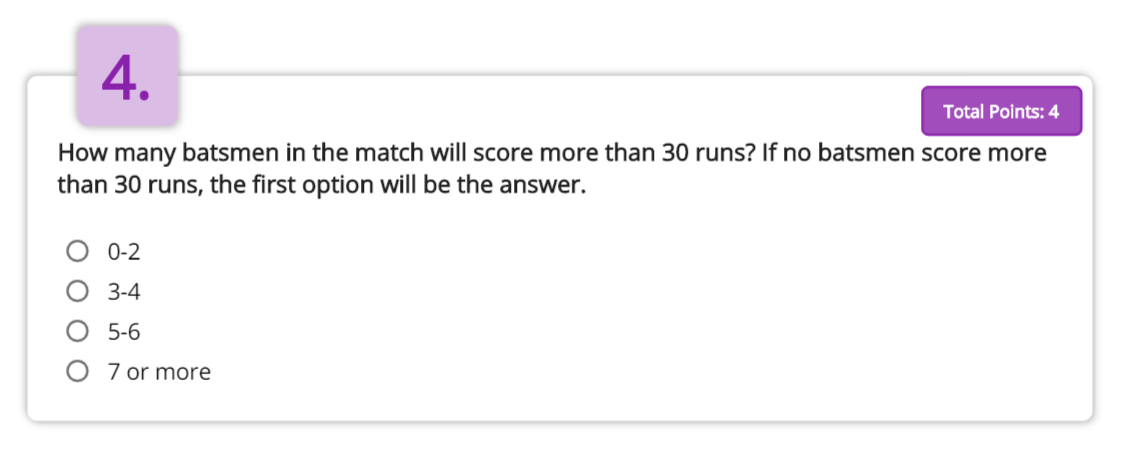 4.
Total Points: 4
How many batsmen in the match will score more than 30 runs? If no batsmen score more
than 30 runs, the first option will be the answer.
0-2
3-4
5-6
7 or more